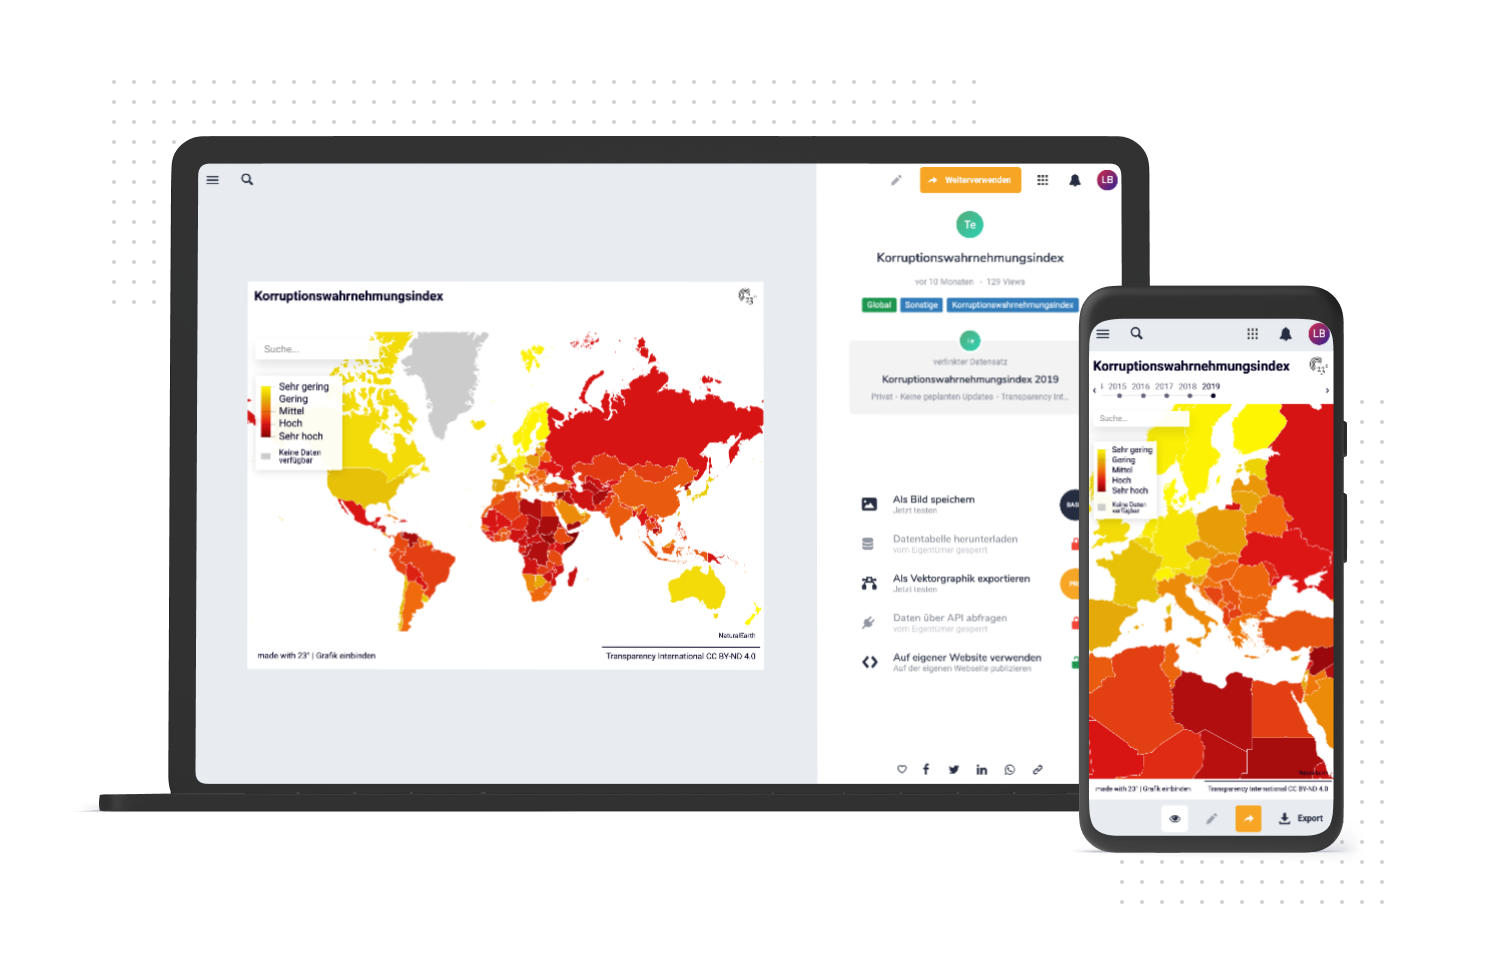 Weiterverwenden
LB
Te
Korruptionswahrnehmungsindex
vor 10 Monaten - 129 Views
Global
Sonstige
Korruptionswahrnehmungsindex
Te
verlinkter Datensatz
Korruptionswahrnehmungsindex 2019
Privat - Keine geplanten Updates - Transparency Int...
Korruptionswahrnehmungsindex
23°
Suche...
Sehr gering
Gering
Mittel
Hoch
Sehr hoch
Keine Daten
verfügbar
NaturalEarth
made with 23° | Grafik einbinden
Transparency International CC BY-ND 4.0
Als Bild speichern
Jetzt testen
BAS
Datentabelle herunterladen
vom Eigentümer gesperrt
Als Vektorgraphik exportieren
Jetzt testen
Daten über API abfragen
vom Eigentümer gesperrt
Auf eigener Website verwenden
Auf der eigenen Webseite publizieren
LB
Korruptionswahrnehmungsindex
23°
2015 2016 2017 2018 2019
Suche...
Sehr gering
Gering
Mittel
Hoch
Sehr hoch
Keine Daten
verfügbar
made with 23° | Grafik einbinden
Transparency International CC BY-ND 4.0
Export